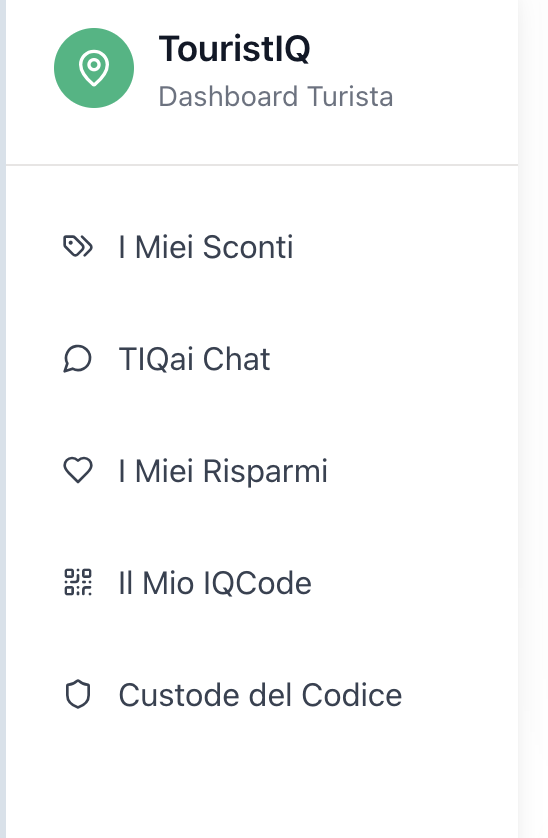 TouristIQ
Dashboard Turista
I Miei Sconti
TIQai Chat
I Miei Risparmi
Il Mio IQCode
Custode del Codice